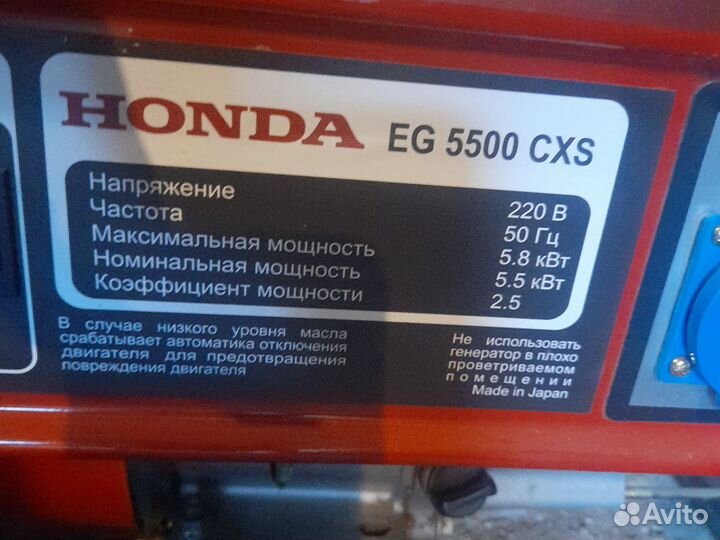 HONDA EG 5500 CXS
Напряжение 220 В
Частота 50 Гц
Максимальная мощность 5.8 кВт
Номинальная мощность 5.5 кВт
Коэффициент мощности 2.5
В случае низкого уровня масла
срабатывает автоматика отключения
двигателя для предотвращения
повреждения двигателя
Не использовать
генератор в плохо
проветриваемом
помещении
Made in Japan
Avito